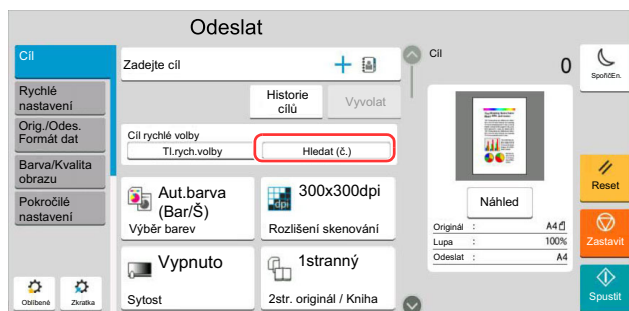 Odeslat
Cíl
Rychlé
nastavení
Orig./Odes.
Formát dat
Barva/Kvalita
obrazu
Pokročilé
nastavení
Oblíbené
Zkratka
Zadejte cíl
Historie
cílů
Vyvolat
Cíl rychlé volby
Tl.rych.volby
Hledat (č.)
Aut.barva
(Bar/Š)
Výběr barev
300x300dpi
dpi
Rozlišení skenování
Vypnuto
Sytost
1stranný
2str. originál / Kniha
Cíl
0
Náhled
Originál : A4
Lupa : 100%
Odeslat : A4
SpořičEn.
Reset
Zastavit
Spustit